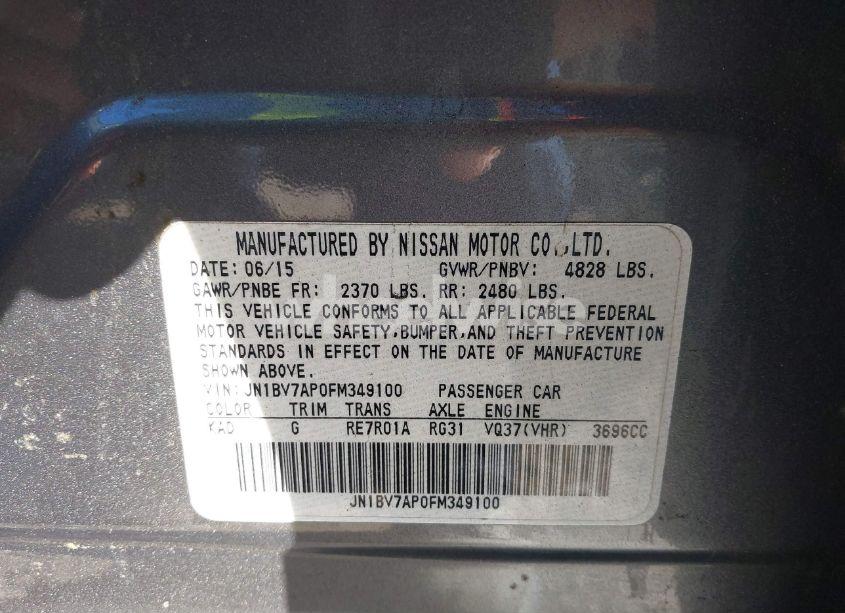 MANUFACTURED BY NISSAN MOTOR CO.,LTD.
DATE: 06/15 GVWR/PNBV: 4828 LBS.
GAWR/PNBE FR: 2370 LBS. RR: 2480 LBS.
THIS VEHICLE CONFORMS TO ALL APPLICABLE FEDERAL
MOTOR VEHICLE SAFETY,BUMPER,AND THEFT PREVENTION
STANDARDS IN EFFECT ON THE DATE OF MANUFACTURE
SHOWN ABOVE.
VIN: JN1BV7AP0FM349100 PASSENGER CAR
COLOR TRIM TRANS AXLE ENGINE
KAD G RE7R01A RG31 VQ37(VHR) 3696CC
JN1BV7AP0FM349100